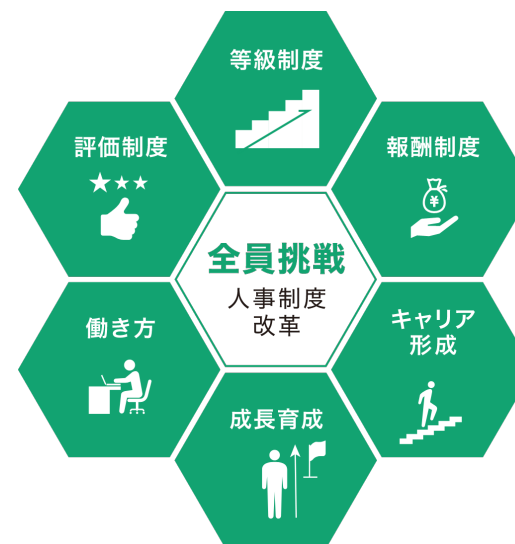 等級制度
評価制度
報酬制度
全員挑戦
人事制度
改革
働き方
キャリア
形成
成長育成
¥